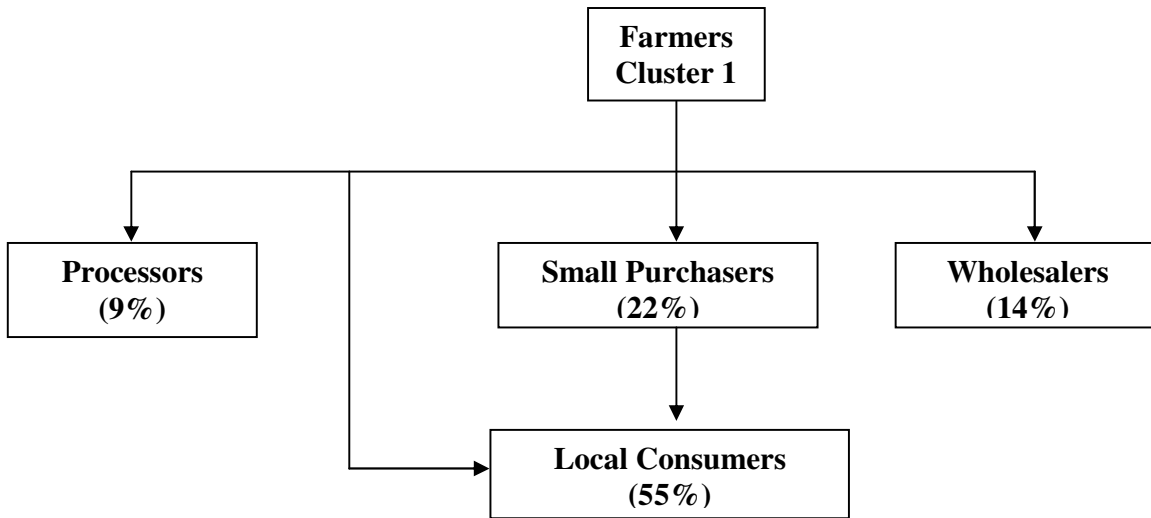 Farmers
Cluster 1
Processors
(9%)
Small Purchasers
(22%)
Wholesalers
(14%)
Local Consumers
(55%)